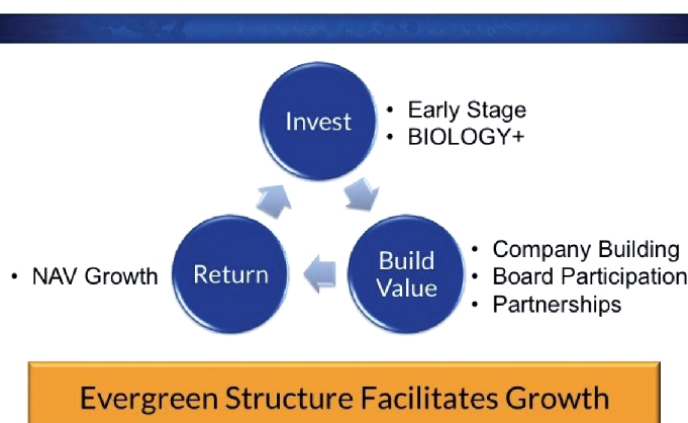 Invest
• Early Stage
• BIOLOGY+
Build
Value
• Company Building
• Board Participation
• Partnerships
Return
• NAV Growth
Evergreen Structure Facilitates Growth